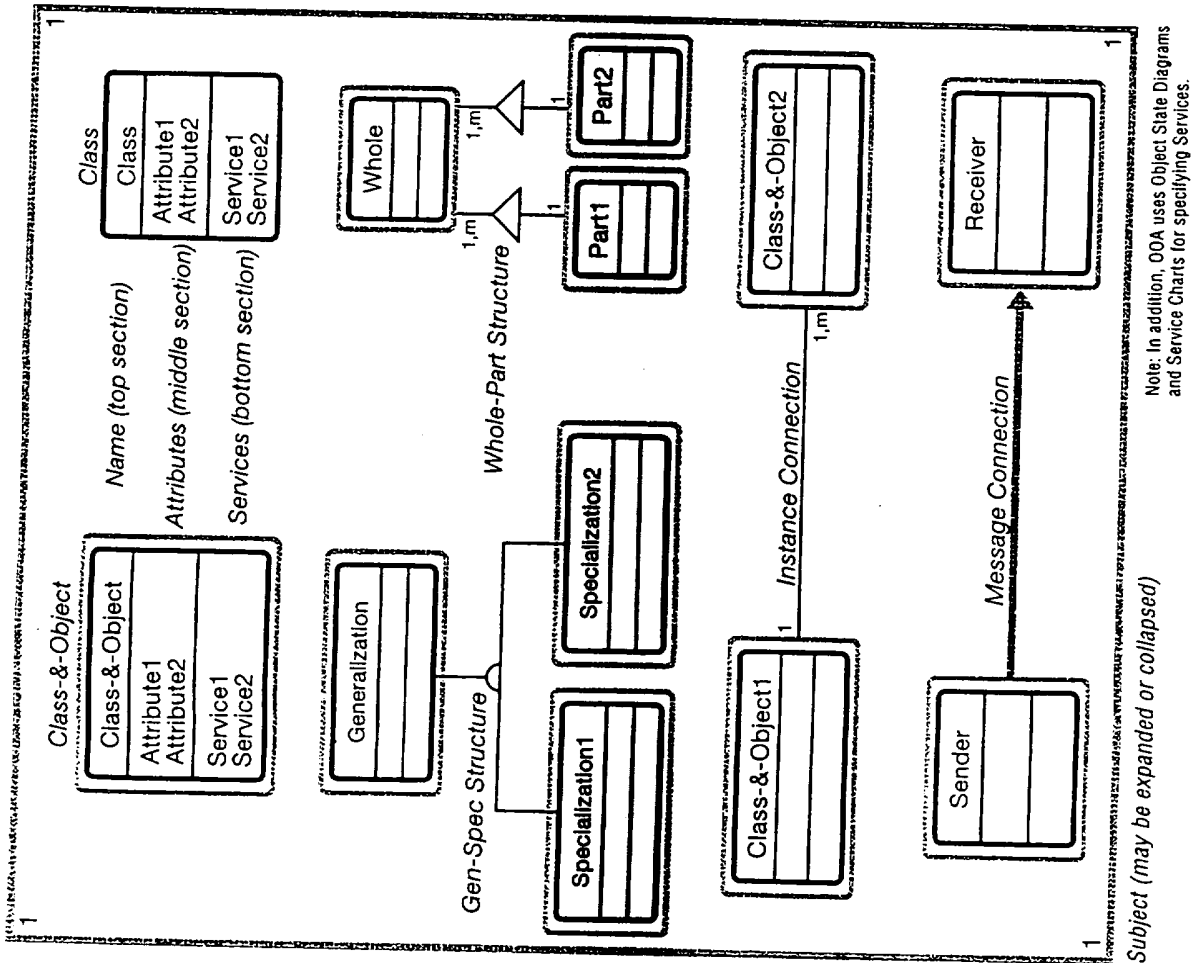 1
1
Class-&-Object
Class
Class-&-Object
Attribute1
Attribute2
Service1
Service2
Name (top section)
Attributes (middle section)
Services (bottom section)
Class
Attribute1
Attribute2
Service1
Service2
Generalization
Gen-Spec Structure
Specialization1
Specialization2
Whole
1,m
1,m
Whole-Part Structure
1
1
Part1
Part2
Class-&-Object1
1
Instance Connection
1,m
Class-&-Object2
Sender
Message Connection
Receiver
1
1
Subject (may be expanded or collapsed)
Note: In addition, OOA uses Object State Diagrams
and Service Charts for specifying Services.